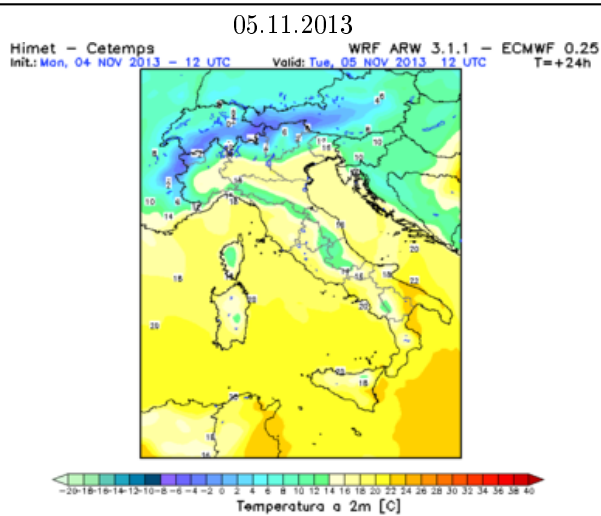 05.11.2013
Himet – Cetemps WRF ARW 3.1.1 – ECMWF 0.25
Init.: Mon, 04 NOV 2013 – 12 UTC Valid: Tue, 05 NOV 2013 12 UTC T=+24h
-20-18-16-14-12-10-8 -6 -4 -2 0 2 4 6 8 10 12 14 16 18 20 22 24 26 28 30 32 34 36 38 40
Temperatura a 2m [C]